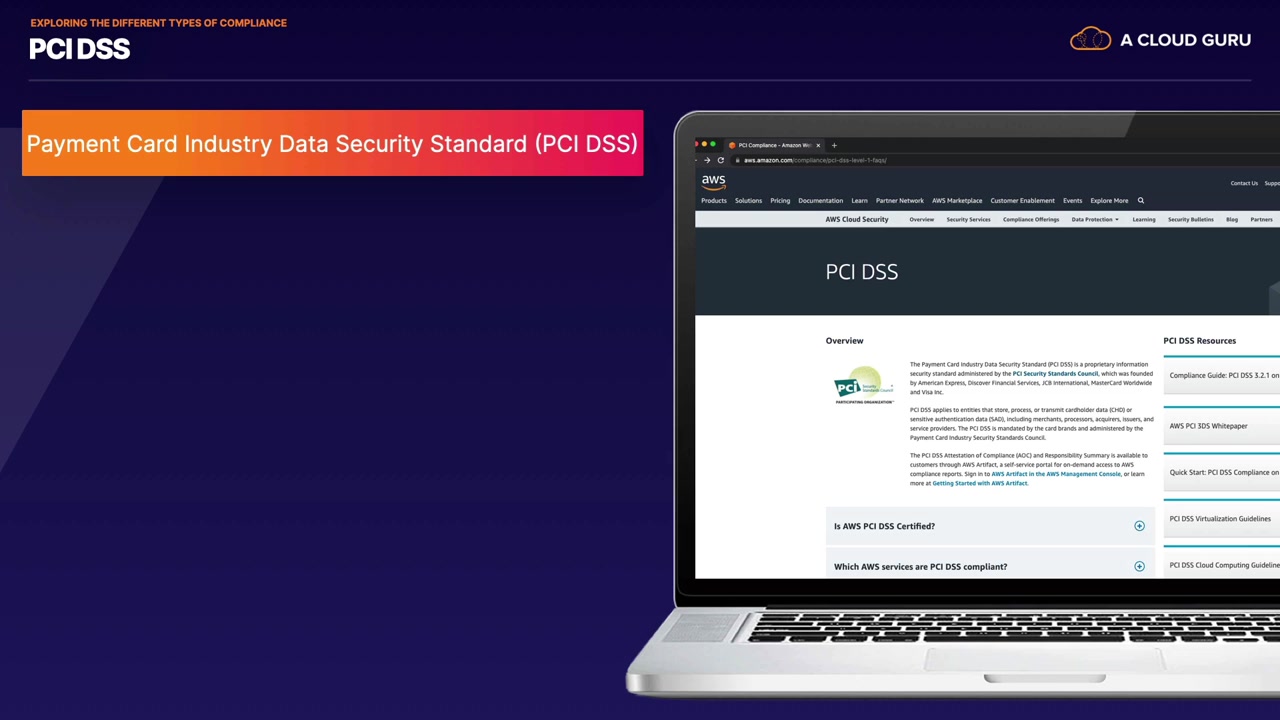 EXPLORING THE DIFFERENT TYPES OF COMPLIANCE
PCI DSS
A CLOUD GURU
Payment Card Industry Data Security Standard (PCI DSS)
PCI Compliance – Amazon We
aws.amazon.com/compliance/pci-dss-level-1-faqs/
aws
Contact Us Suppo
Products Solutions Pricing Documentation Learn Partner Network AWS Marketplace Customer Enablement Events Explore More
AWS Cloud Security Overview Security Services Compliance Offerings Data Protection Learning Security Bulletins Blog Partners
PCI DSS
Overview
PCI Security Standards Council
PARTICIPATING ORGANIZATION
The Payment Card Industry Data Security Standard (PCI DSS) is a proprietary information
security standard administered by the PCI Security Standards Council, which was founded
by American Express, Discover Financial Services, JCB International, MasterCard Worldwide
and Visa Inc.
PCI DSS applies to entities that store, process, or transmit cardholder data (CHD) or
sensitive authentication data (SAD), including merchants, processors, acquirers, issuers, and
service providers. The PCI DSS is mandated by the card brands and administered by the
Payment Card Industry Security Standards Council.
The PCI DSS Attestation of Compliance (AOC) and Responsibility Summary is available to
customers through AWS Artifact, a self-service portal for on-demand access to AWS
compliance reports. Sign in to AWS Artifact in the AWS Management Console, or learn
more at Getting Started with AWS Artifact.
Is AWS PCI DSS Certified?
Which AWS services are PCI DSS compliant?
PCI DSS Resources
Compliance Guide: PCI DSS 3.2.1 on
AWS PCI 3DS Whitepaper
Quick Start: PCI DSS Compliance on
PCI DSS Virtualization Guidelines
PCI DSS Cloud Computing Guideline